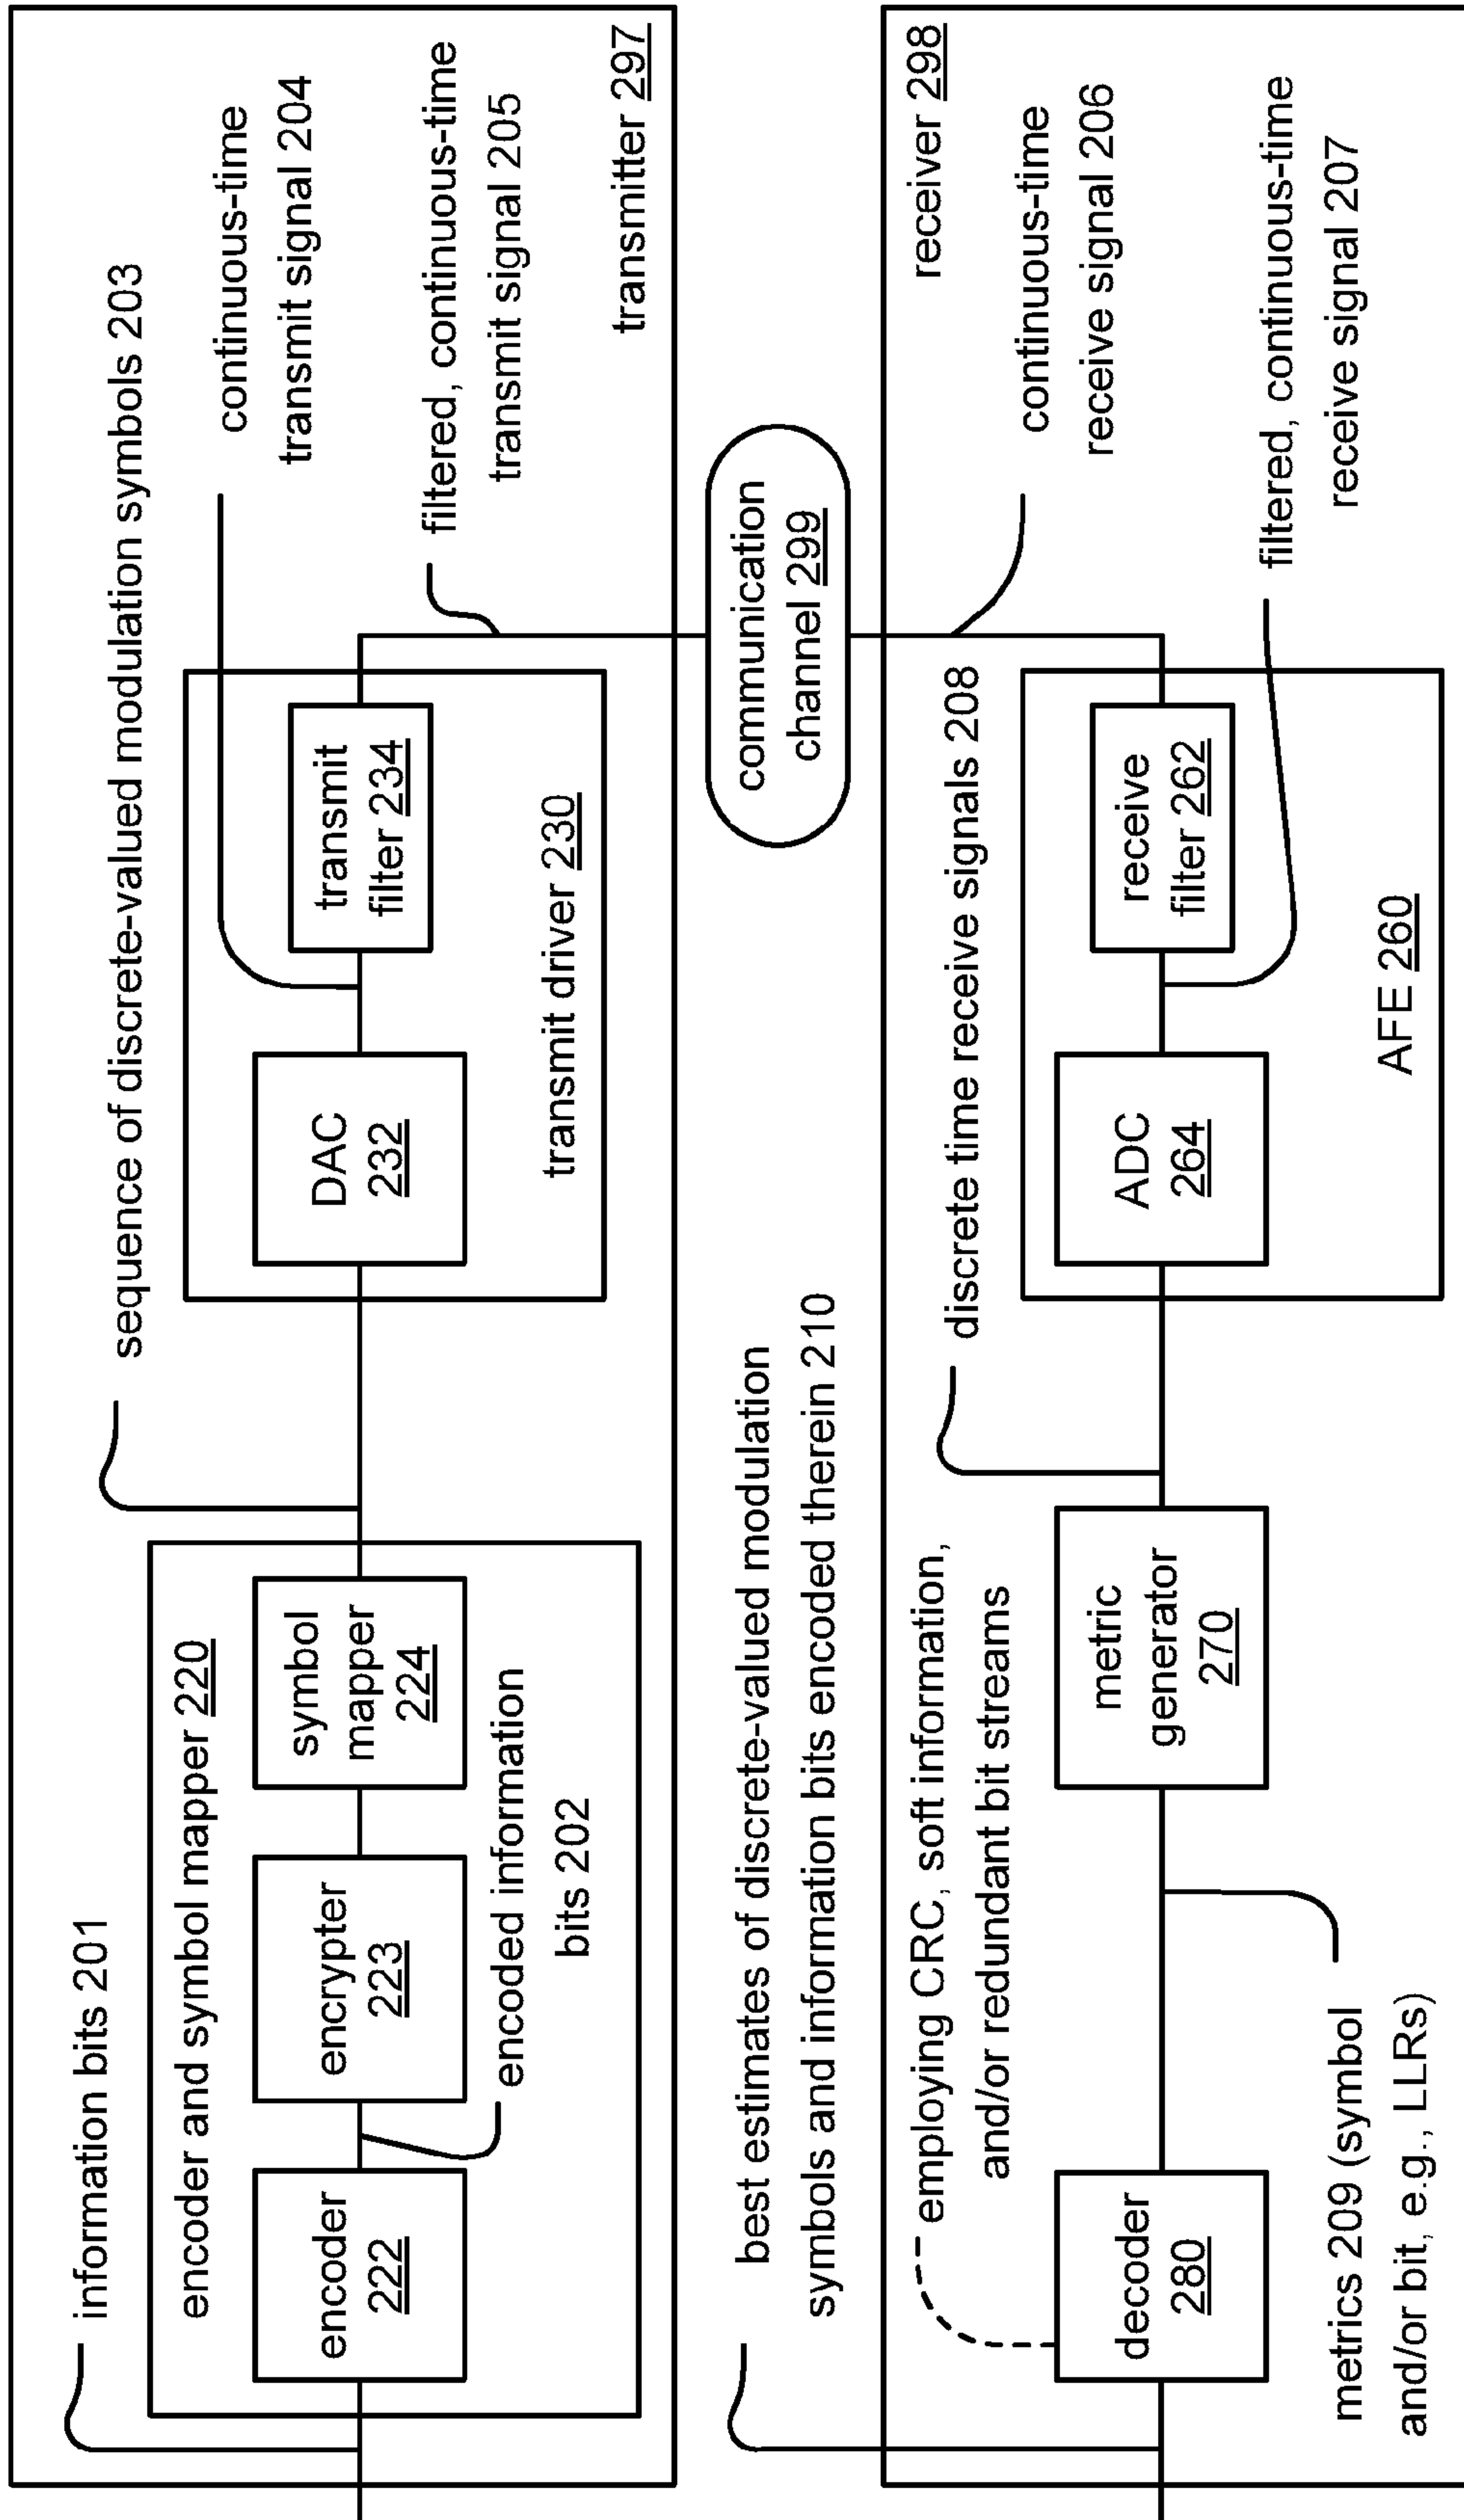 information bits 201
sequence of discrete-valued modulation symbols 203
encoder and symbol mapper 220
encoder
222
encrypter
223
symbol
mapper
224
encoded information
bits 202
DAC
232
transmit
filter 234
transmit driver 230
continuous-time
transmit signal 204
filtered, continuous-time
transmit signal 205
transmitter 297
communication
channel 299
best estimates of discrete-valued modulation
symbols and information bits encoded therein 210
receiver 298
employing CRC, soft information,
and/or redundant bit streams
discrete time receive signals 208
continuous-time
receive signal 206
decoder
280
metric
generator
270
ADC
264
receive
filter 262
AFE 260
filtered, continuous-time
receive signal 207
metrics 209 (symbol
and/or bit, e.g., LLRs)